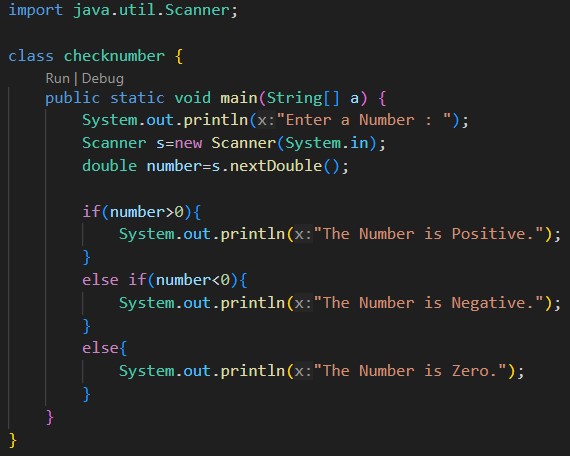 import java.util.Scanner;
class checknumber {
Run | Debug
public static void main(String[] a) {
System.out.println(x:"Enter a Number : ");
Scanner s=new Scanner(System.in);
double number=s.nextDouble();
if(number>0){
System.out.println(x:"The Number is Positive.");
}
else if(number<0){
System.out.println(x:"The Number is Negative.");
}
else{
System.out.println(x:"The Number is Zero.");
}
}
}